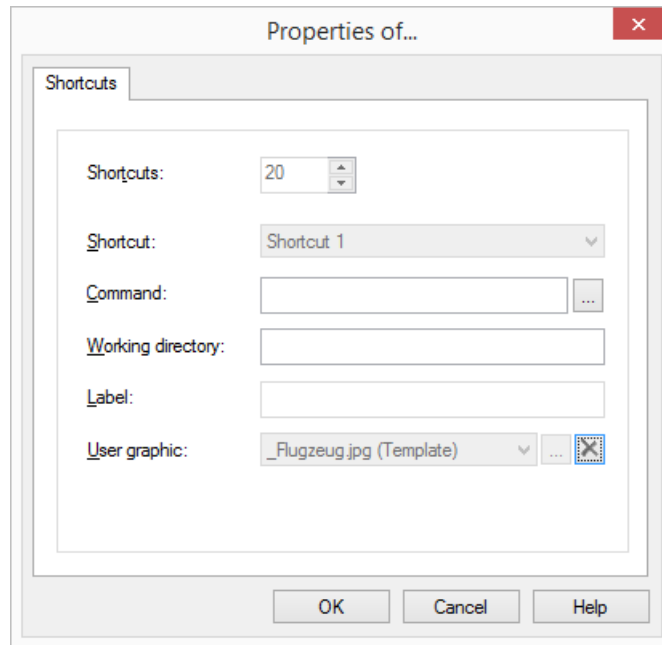 Properties of...
Shortcuts
Shortcuts: 20
Shortcut: Shortcut 1
Command: ...
Working directory:
Label:
User graphic: _Flugzeug.jpg (Template) ...
OK Cancel Help